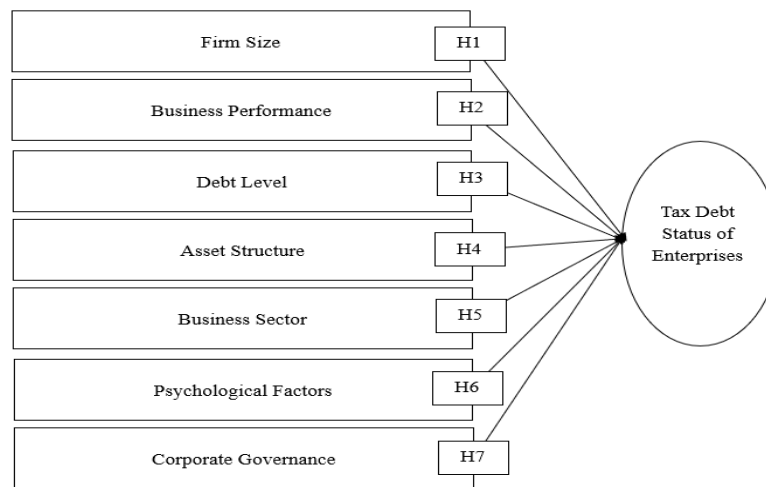 Firm Size
H1
Business Performance
H2
Debt Level
H3
Asset Structure
H4
Business Sector
H5
Psychological Factors
H6
Corporate Governance
H7
Tax Debt
Status of
Enterprises